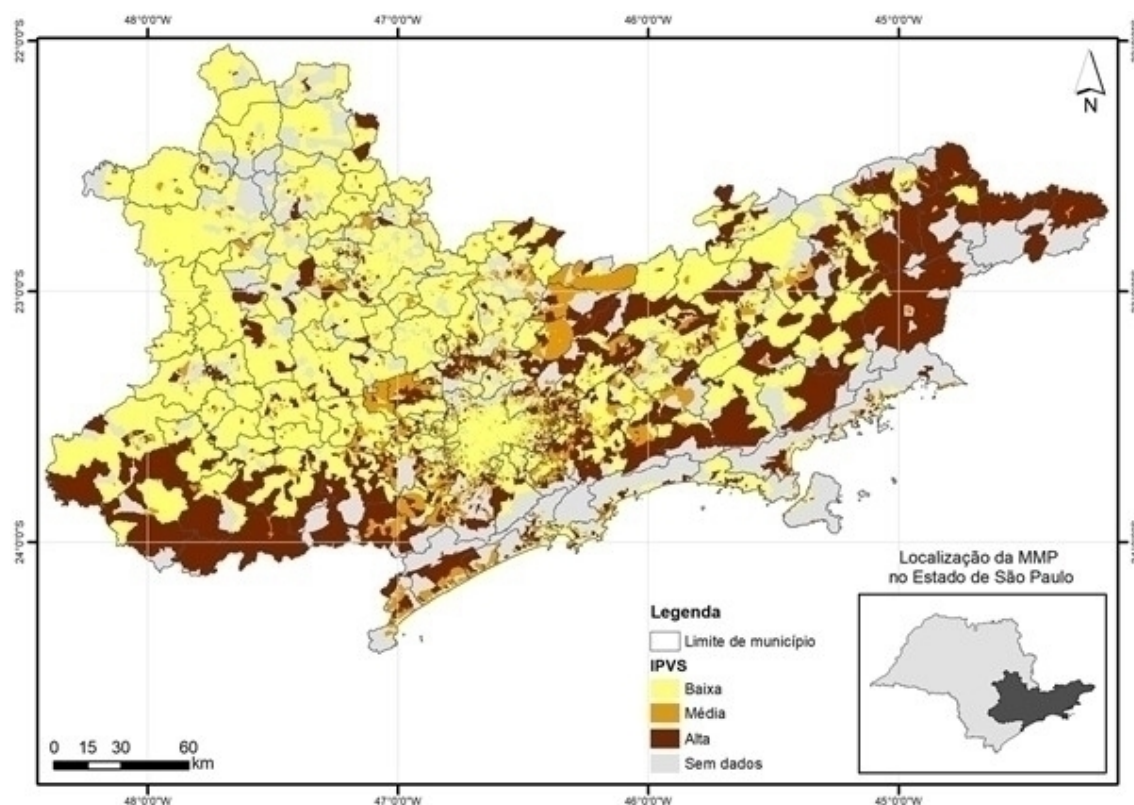 48°0'0"W 47°0'0"W 46°0'0"W 45°0'0"W
22°0'0"S
N
23°0'0"S
24°0'0"S
Localização da MMP
no Estado de São Paulo
Legenda
Limite de município
IPVS
Baixa
Média
Alta
Sem dados
0 15 30 60
km
48°0'0"W 47°0'0"W 46°0'0"W 45°0'0"W